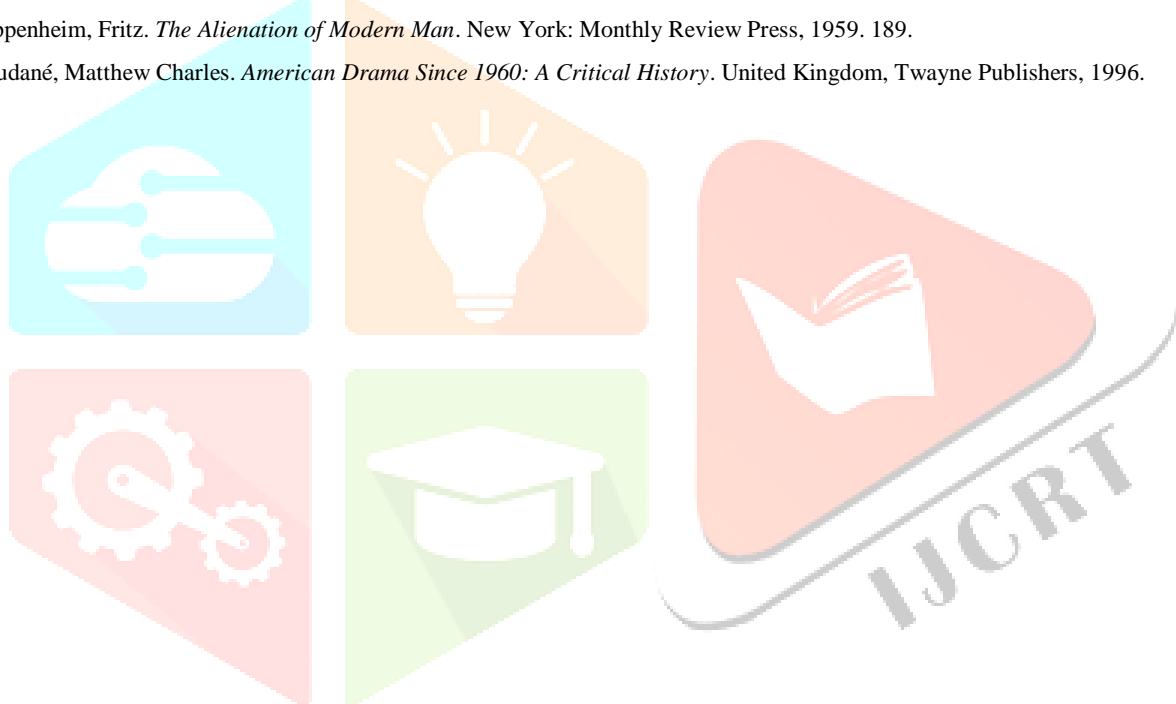 ppenheim, Fritz. The Alienation of Modern Man. New York: Monthly Review Press, 1959. 189.
udané, Matthew Charles. American Drama Since 1960: A Critical History. United Kingdom, Twayne Publishers, 1996.
IJCRT